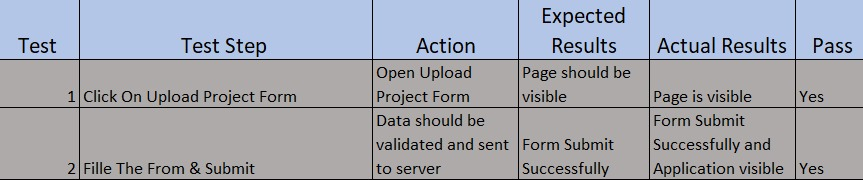 Test Test Step Action Expected Results Actual Results Pass
1 Click On Upload Project Form Open Upload Project Form Page should be visible Page is visible Yes
2 Fille The From & Submit Data should be validated and sent to server Form Submit Successfully Form Submit Successfully and Application visible Yes